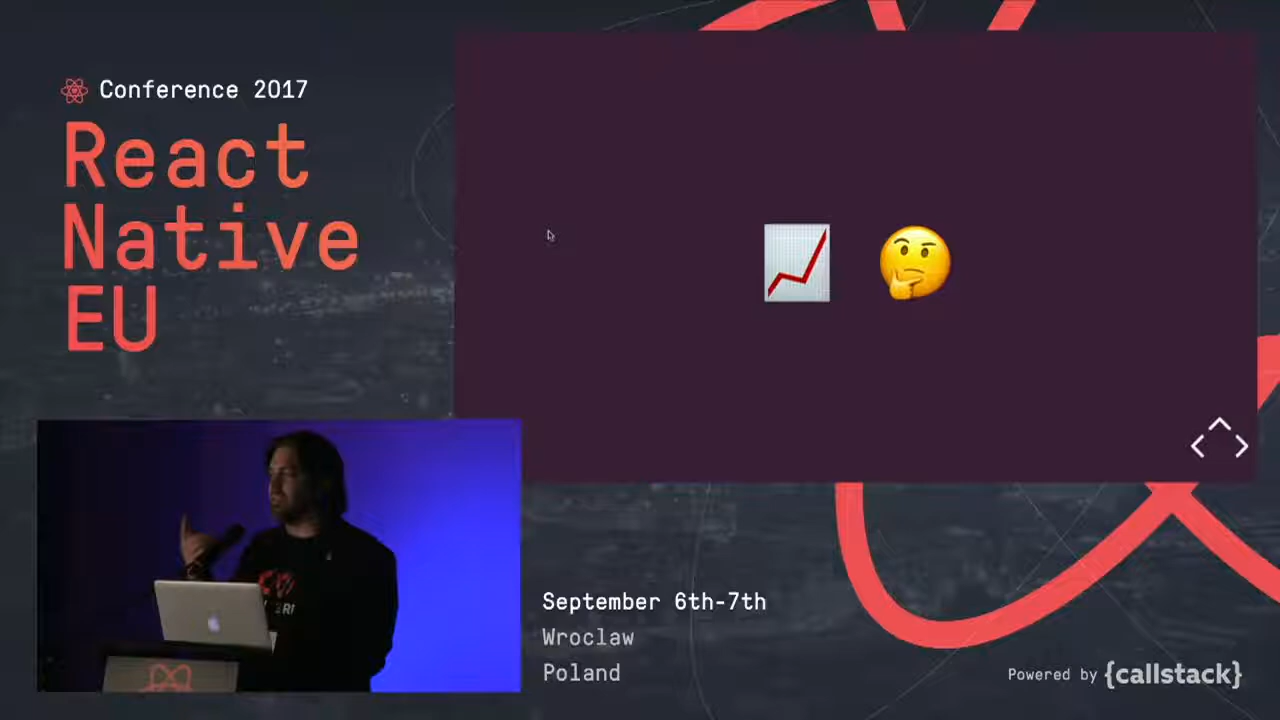 Conference 2017
React
Native
EU
September 6th-7th
Wroclaw
Poland
Powered by {callstack}